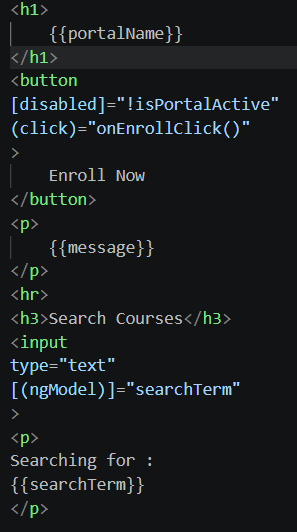 <h1>
{{portalName}}
</h1>
<button
[disabled]="!isPortalActive"
(click)="onEnrollClick()"
>
Enroll Now
</button>
<p>
{{message}}
</p>
<hr>
<h3>Search Courses</h3>
<input
type="text"
[(ngModel)]="searchTerm"
>
<p>
Searching for :
{{searchTerm}}
</p>